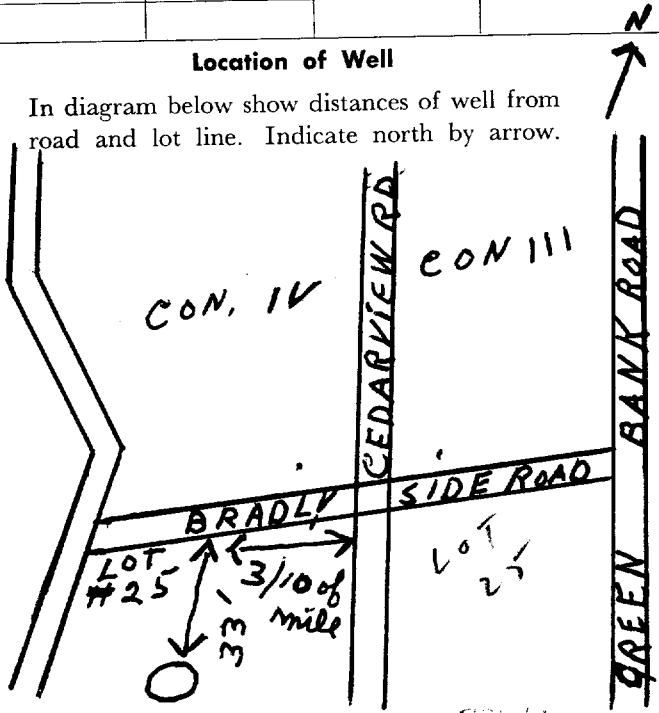 N
Location of Well
In diagram below show distances of well from
road and lot line. Indicate north by arrow.
CON. IV
CEDARVIEW RD.
CON III
GREEN BANK ROAD
BRADLY SIDE ROAD
LOT
#25
3/10 of
mile
33'
LOT
25